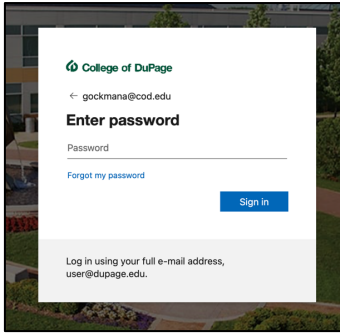 College of DuPage
← gockmana@cod.edu
Enter password
Password
Forgot my password
Sign in
Log in using your full e-mail address,
user@dupage.edu.